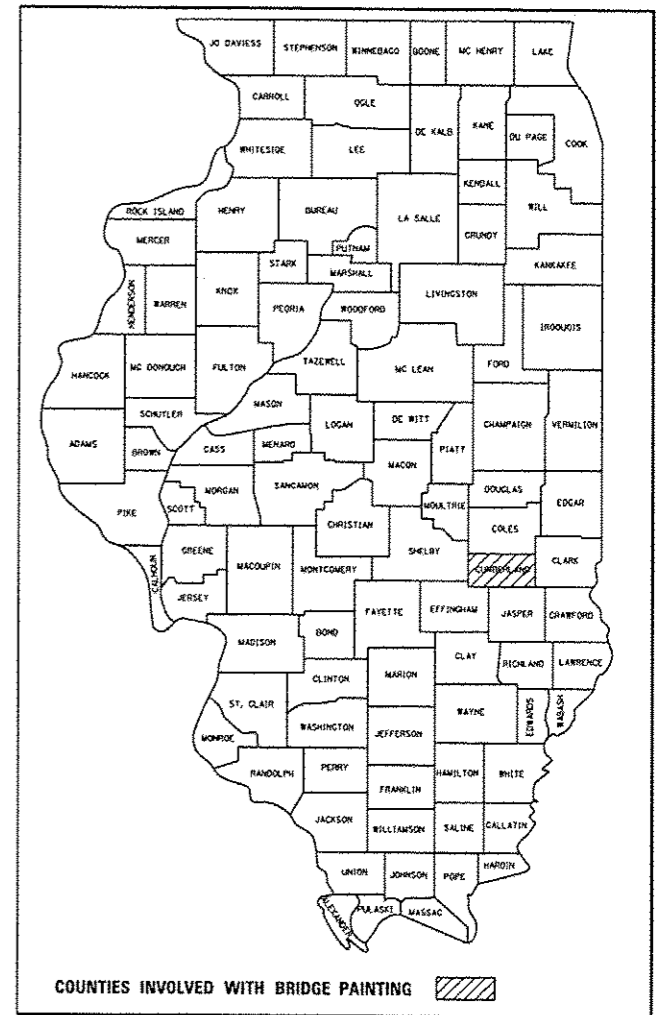 JO DAVIESS STEPHENSON WINNEBAGO BOONE MC HENRY LAKE
CARROLL OGLE
DE KALB KANE DU PAGE COOK
WHITESIDE LEE
KENDALL
ROCK ISLAND HENRY BUREAU LA SALLE WILL
MERCER PUTNAM GRUNDY
STARK MARSHALL KANKAKEE
HENDERSON WARREN KNOX PEORIA WOODFORD LIVINGSTON IROQUOIS
HANCOCK MC DONOUGH FULTON TAZEWELL MC LEAN FORD
SCHUYLER MASON
ADAMS BROWN CASS MENARD LOGAN DE WITT PIATT CHAMPAIGN VERMILION
MACON
PIKE SCOTT MORGAN SANGAMON CHRISTIAN MOULTRIE DOUGLAS EDGAR
COLES
CALHOUN GREENE MACOUPIN MONTGOMERY SHELBY CUMBERLAND CLARK
JERSEY FAYETTE EFFINGHAM JASPER CRAWFORD
MADISON BOND
CLINTON MARION CLAY RICHLAND LAWRENCE
ST. CLAIR WAYNE EDWARDS WABASH
MONROE WASHINGTON JEFFERSON
RANDOLPH PERRY HAMILTON WHITE
FRANKLIN
JACKSON WILLIAMSON SALINE GALLATIN
UNION JOHNSON POPE HARDIN
ALEXANDER PULASKI MASSAC
COUNTIES INVOLVED WITH BRIDGE PAINTING